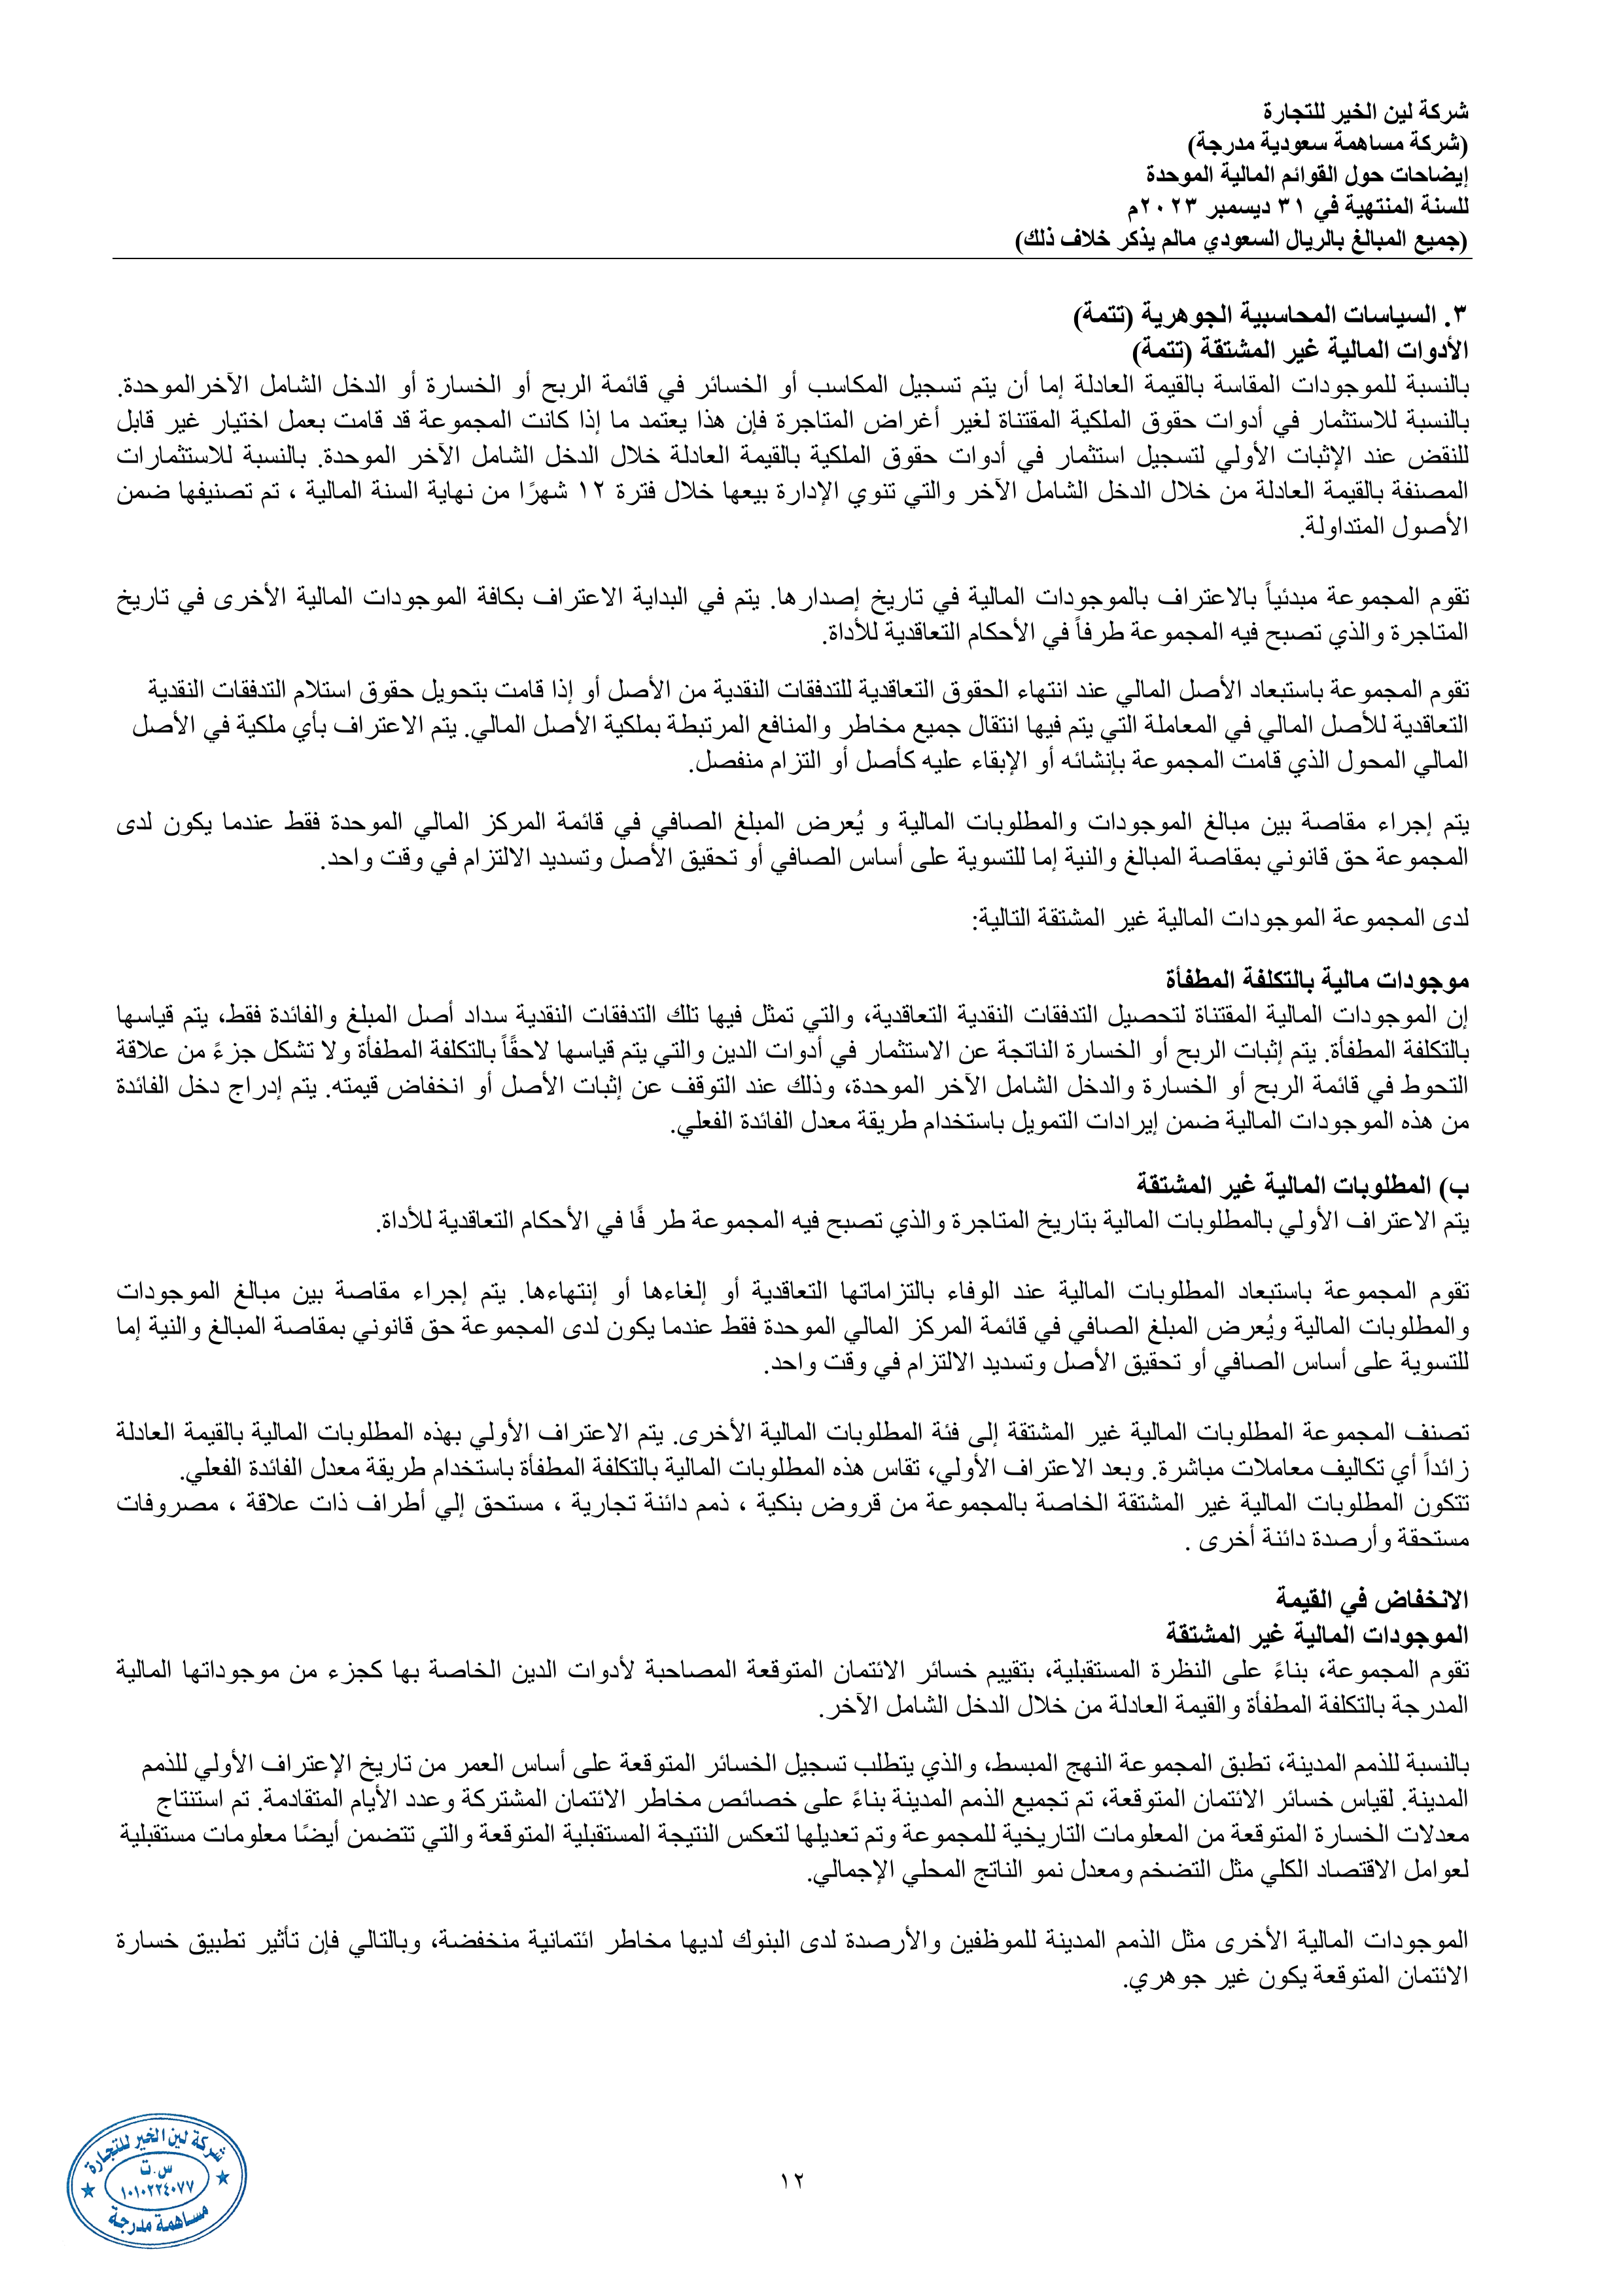 شركة لين الخير للتجارة
(شركة مساهمة سعودية مدرجة)
إيضاحات حول القوائم المالية الموحدة
للسنة المنتهية في ٣١ ديسمبر ٢٠٢٣م
(جميع المبالغ بالريال السعودي مالم يذكر خلاف ذلك)
٣. السياسات المحاسبية الجوهرية (تتمة)
الأدوات المالية غير المشتقة (تتمة)
بالنسبة للموجودات المقاسة بالقيمة العادلة إما أن يتم تسجيل المكاسب أو الخسائر في قائمة الربح أو الخسارة أو الدخل الشامل الآخرالموحدة.
بالنسبة للاستثمار في أدوات حقوق الملكية المقتناة لغير أغراض المتاجرة فإن هذا يعتمد ما إذا كانت المجموعة قد قامت بعمل اختيار غير قابل
للنقض عند الإثبات الأولي لتسجيل استثمار في أدوات حقوق الملكية بالقيمة العادلة خلال الدخل الشامل الآخر الموحدة. بالنسبة للاستثمارات
المصنفة بالقيمة العادلة من خلال الدخل الشامل الآخر والتي تنوي الإدارة بيعها خلال فترة ١٢ شهرًا من نهاية السنة المالية ، تم تصنيفها ضمن
الأصول المتداولة.
تقوم المجموعة مبدئياً بالاعتراف بالموجودات المالية في تاريخ إصدارها. يتم في البداية الاعتراف بكافة الموجودات المالية الأخرى في تاريخ
المتاجرة والذي تصبح فيه المجموعة طرفاً في الأحكام التعاقدية للأداة.
تقوم المجموعة باستبعاد الأصل المالي عند انتهاء الحقوق التعاقدية للتدفقات النقدية من الأصل أو إذا قامت بتحويل حقوق استلام التدفقات النقدية
التعاقدية للأصل المالي في المعاملة التي يتم فيها انتقال جميع مخاطر والمنافع المرتبطة بملكية الأصل المالي. يتم الاعتراف بأي ملكية في الأصل
المالي المحول الذي قامت المجموعة بإنشائه أو الإبقاء عليه كأصل أو التزام منفصل.
يتم إجراء مقاصة بين مبالغ الموجودات والمطلوبات المالية و يُعرض المبلغ الصافي في قائمة المركز المالي الموحدة فقط عندما يكون لدى
المجموعة حق قانوني بمقاصة المبالغ والنية إما للتسوية على أساس الصافي أو تحقيق الأصل وتسديد الالتزام في وقت واحد.
لدى المجموعة الموجودات المالية غير المشتقة التالية:
موجودات مالية بالتكلفة المطفأة
إن الموجودات المالية المقتناة لتحصيل التدفقات النقدية التعاقدية، والتي تمثل فيها تلك التدفقات النقدية سداد أصل المبلغ والفائدة فقط، يتم قياسها
بالتكلفة المطفأة. يتم إثبات الربح أو الخسارة الناتجة عن الاستثمار في أدوات الدين والتي يتم قياسها لاحقًاً بالتكلفة المطفأة ولا تشكل جزءً من علاقة
التحوط في قائمة الربح أو الخسارة والدخل الشامل الآخر الموحدة، وذلك عند التوقف عن إثبات الأصل أو انخفاض قيمته. يتم إدراج دخل الفائدة
من هذه الموجودات المالية ضمن إيرادات التمويل باستخدام طريقة معدل الفائدة الفعلي.
ب) المطلوبات المالية غير المشتقة
يتم الاعتراف الأولي بالمطلوبات المالية بتاريخ المتاجرة والذي تصبح فيه المجموعة طر فًا في الأحكام التعاقدية للأداة.
تقوم المجموعة باستبعاد المطلوبات المالية عند الوفاء بالتزاماتها التعاقدية أو إلغاءها أو إنتهاءها. يتم إجراء مقاصة بين مبالغ الموجودات
والمطلوبات المالية ويُعرض المبلغ الصافي في قائمة المركز المالي الموحدة فقط عندما يكون لدى المجموعة حق قانوني بمقاصة المبالغ والنية إما
للتسوية على أساس الصافي أو تحقيق الأصل وتسديد الالتزام في وقت واحد.
تصنف المجموعة المطلوبات المالية غير المشتقة إلى فئة المطلوبات المالية الأخرى. يتم الاعتراف الأولي بهذه المطلوبات المالية بالقيمة العادلة
زائداً أي تكاليف معاملات مباشرة. وبعد الاعتراف الأولي، تقاس هذه المطلوبات المالية بالتكلفة المطفأة باستخدام طريقة معدل الفائدة الفعلي.
تتكون المطلوبات المالية غير المشتقة الخاصة بالمجموعة من قروض بنكية ، ذمم دائنة تجارية ، مستحق إلي أطراف ذات علاقة ، مصروفات
مستحقة وأرصدة دائنة أخرى .
الانخفاض في القيمة
الموجودات المالية غير المشتقة
تقوم المجموعة، بناءً على النظرة المستقبلية، بتقييم خسائر الائتمان المتوقعة المصاحبة لأدوات الدين الخاصة بها كجزء من موجوداتها المالية
المدرجة بالتكلفة المطفأة والقيمة العادلة من خلال الدخل الشامل الآخر.
بالنسبة للذمم المدينة، تطبق المجموعة النهج المبسط، والذي يتطلب تسجيل الخسائر المتوقعة على أساس العمر من تاريخ الإعتراف الأولي للذمم
المدينة. لقياس خسائر الائتمان المتوقعة، تم تجميع الذمم المدينة بناءً على خصائص مخاطر الائتمان المشتركة وعدد الأيام المتقادمة. تم استنتاج
معدلات الخسارة المتوقعة من المعلومات التاريخية للمجموعة وتم تعديلها لتعكس النتيجة المستقبلية المتوقعة والتي تتضمن أيضًا معلومات مستقبلية
لعوامل الاقتصاد الكلي مثل التضخم ومعدل نمو الناتج المحلي الإجمالي.
الموجودات المالية الأخرى مثل الذمم المدينة للموظفين والأرصدة لدى البنوك لديها مخاطر ائتمانية منخفضة، وبالتالي فإن تأثير تطبيق خسارة
الائتمان المتوقعة يكون غير جوهري.
شركة لين الخير للتجارة
س.ت
١٠١٠٢٢٤٠٧٧
مساهمة مدرجة
١٢